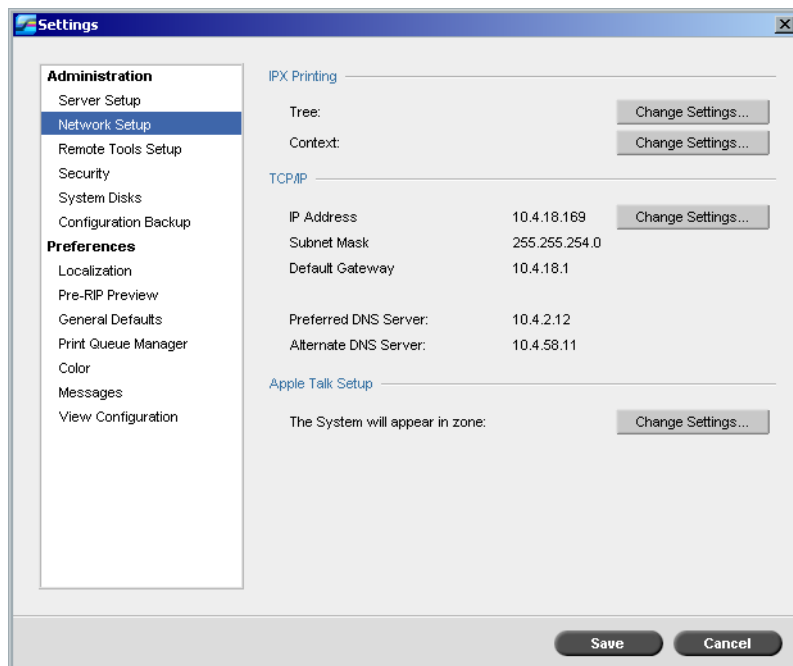 Settings
Administration
Server Setup
Network Setup
Remote Tools Setup
Security
System Disks
Configuration Backup
Preferences
Localization
Pre-RIP Preview
General Defaults
Print Queue Manager
Color
Messages
View Configuration
IPX Printing
Tree: Change Settings...
Context: Change Settings...
TCP/IP
IP Address 10.4.18.169 Change Settings...
Subnet Mask 255.255.254.0
Default Gateway 10.4.18.1
Preferred DNS Server: 10.4.2.12
Alternate DNS Server: 10.4.58.11
Apple Talk Setup
The System will appear in zone: Change Settings...
Save Cancel